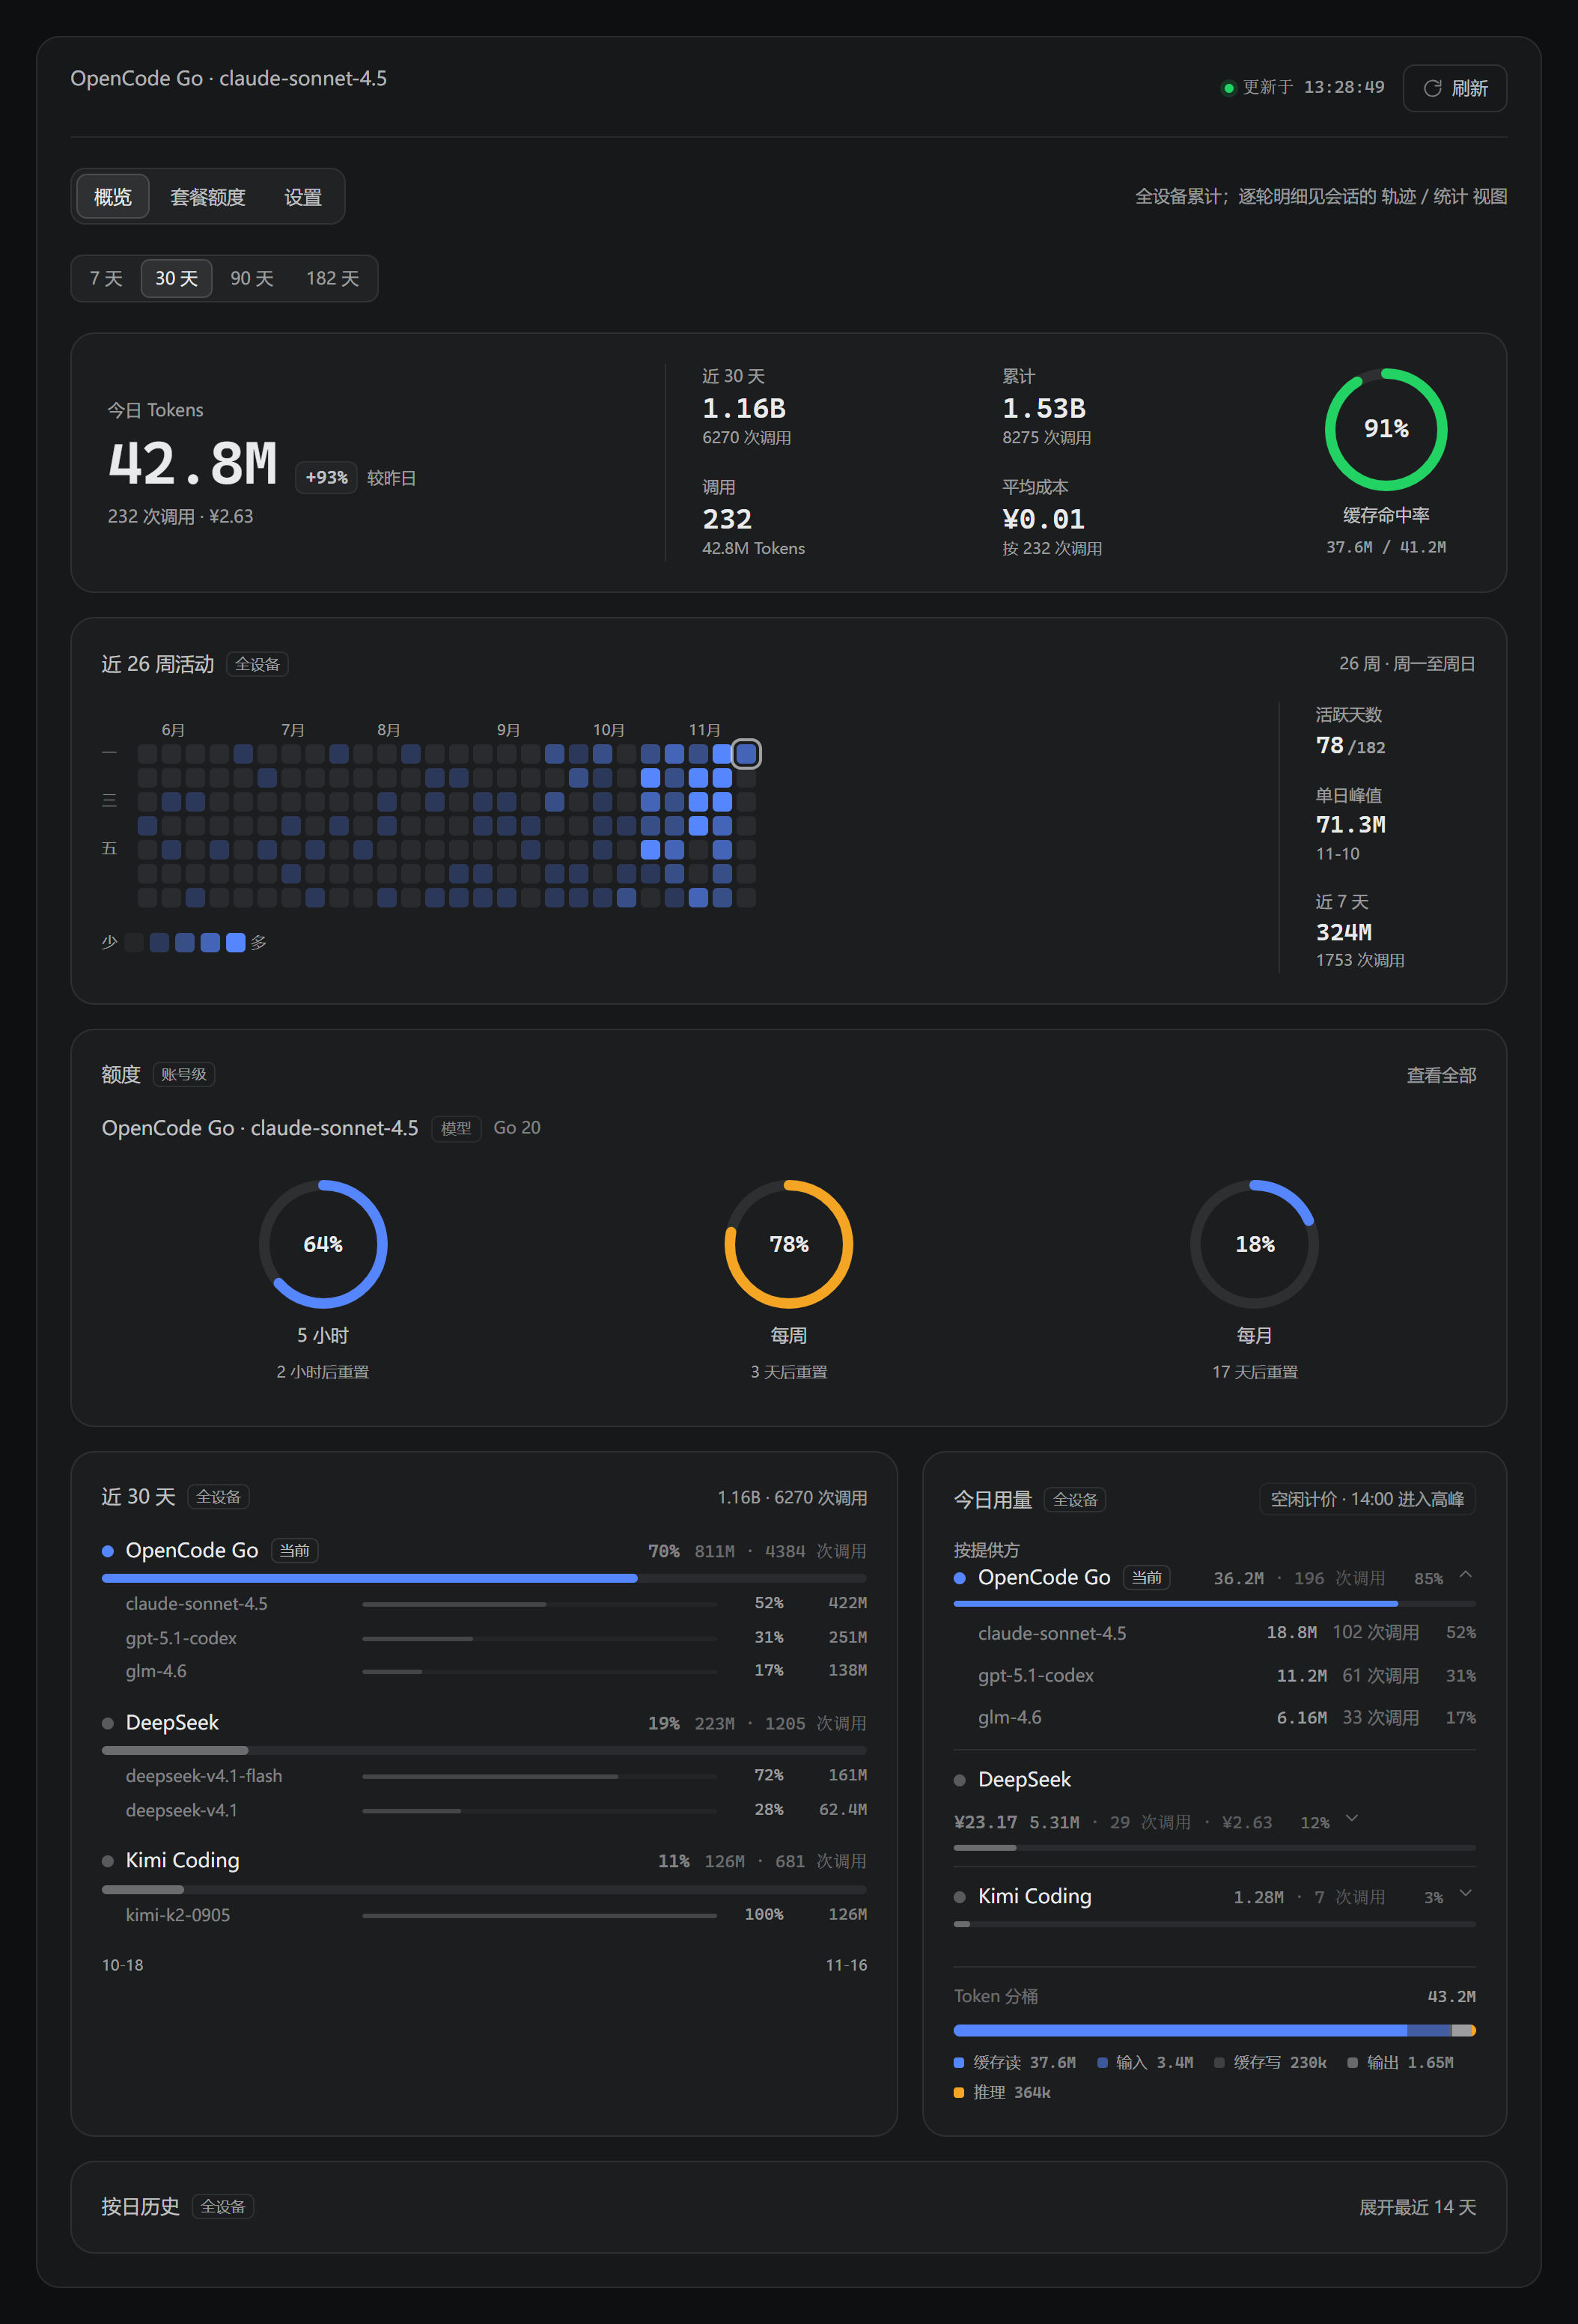 OpenCode Go · claude-sonnet-4.5
更新于 13:28:49
刷新
概览 套餐额度 设置
全设备累计；逐轮明细见会话的 轨迹 / 统计 视图
7 天 30 天 90 天 182 天
今日 Tokens
42.8M +93% 较昨日
232 次调用 · ¥2.63
近 30 天
1.16B
6270 次调用
累计
1.53B
8275 次调用
调用
232
42.8M Tokens
平均成本
¥0.01
按 232 次调用
91%
缓存命中率
37.6M / 41.2M
近 26 周活动 全设备
26 周 · 周一至周日
6月 7月 8月 9月 10月 11月
一
三
五
少 多
活跃天数
78 /182
单日峰值
71.3M
11-10
近 7 天
324M
1753 次调用
额度 账号级
查看全部
OpenCode Go · claude-sonnet-4.5 模型 Go 20
64%
5 小时
2 小时后重置
78%
每周
3 天后重置
18%
每月
17 天后重置
近 30 天 全设备
1.16B · 6270 次调用
OpenCode Go 当前 70% 811M · 4384 次调用
claude-sonnet-4.5 52% 422M
gpt-5.1-codex 31% 251M
glm-4.6 17% 138M
DeepSeek 19% 223M · 1205 次调用
deepseek-v4.1-flash 72% 161M
deepseek-v4.1 28% 62.4M
Kimi Coding 11% 126M · 681 次调用
kimi-k2-0905 100% 126M
10-18 11-16
今日用量 全设备
空闲计价 · 14:00 进入高峰
按提供方
OpenCode Go 当前 36.2M · 196 次调用 85%
claude-sonnet-4.5 18.8M 102 次调用 52%
gpt-5.1-codex 11.2M 61 次调用 31%
glm-4.6 6.16M 33 次调用 17%
DeepSeek
¥23.17 5.31M · 29 次调用 · ¥2.63 12%
Kimi Coding 1.28M · 7 次调用 3%
Token 分桶 43.2M
缓存读 37.6M 输入 3.4M 缓存写 230k 输出 1.65M
推理 364k
按日历史 全设备
展开最近 14 天